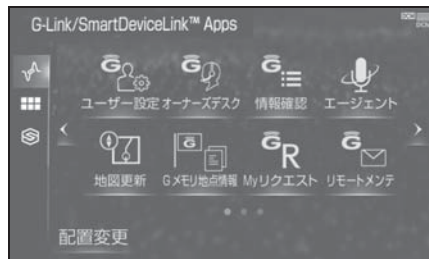 G-Link/SmartDeviceLink™ Apps
DCM
ユーザー設定 オーナーズデスク 情報確認 エージェント
地図更新 Gメモリ地点情報 Myリクエスト リモートメンテ
配置変更